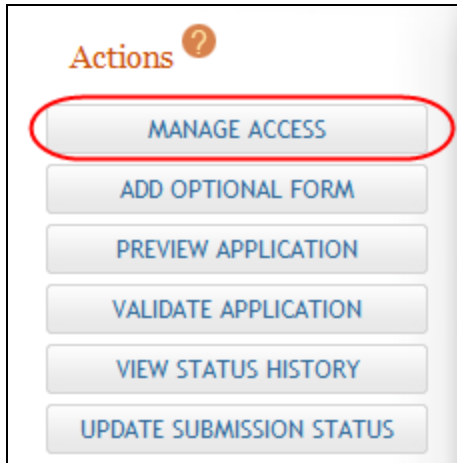 Actions ?
MANAGE ACCESS
ADD OPTIONAL FORM
PREVIEW APPLICATION
VALIDATE APPLICATION
VIEW STATUS HISTORY
UPDATE SUBMISSION STATUS